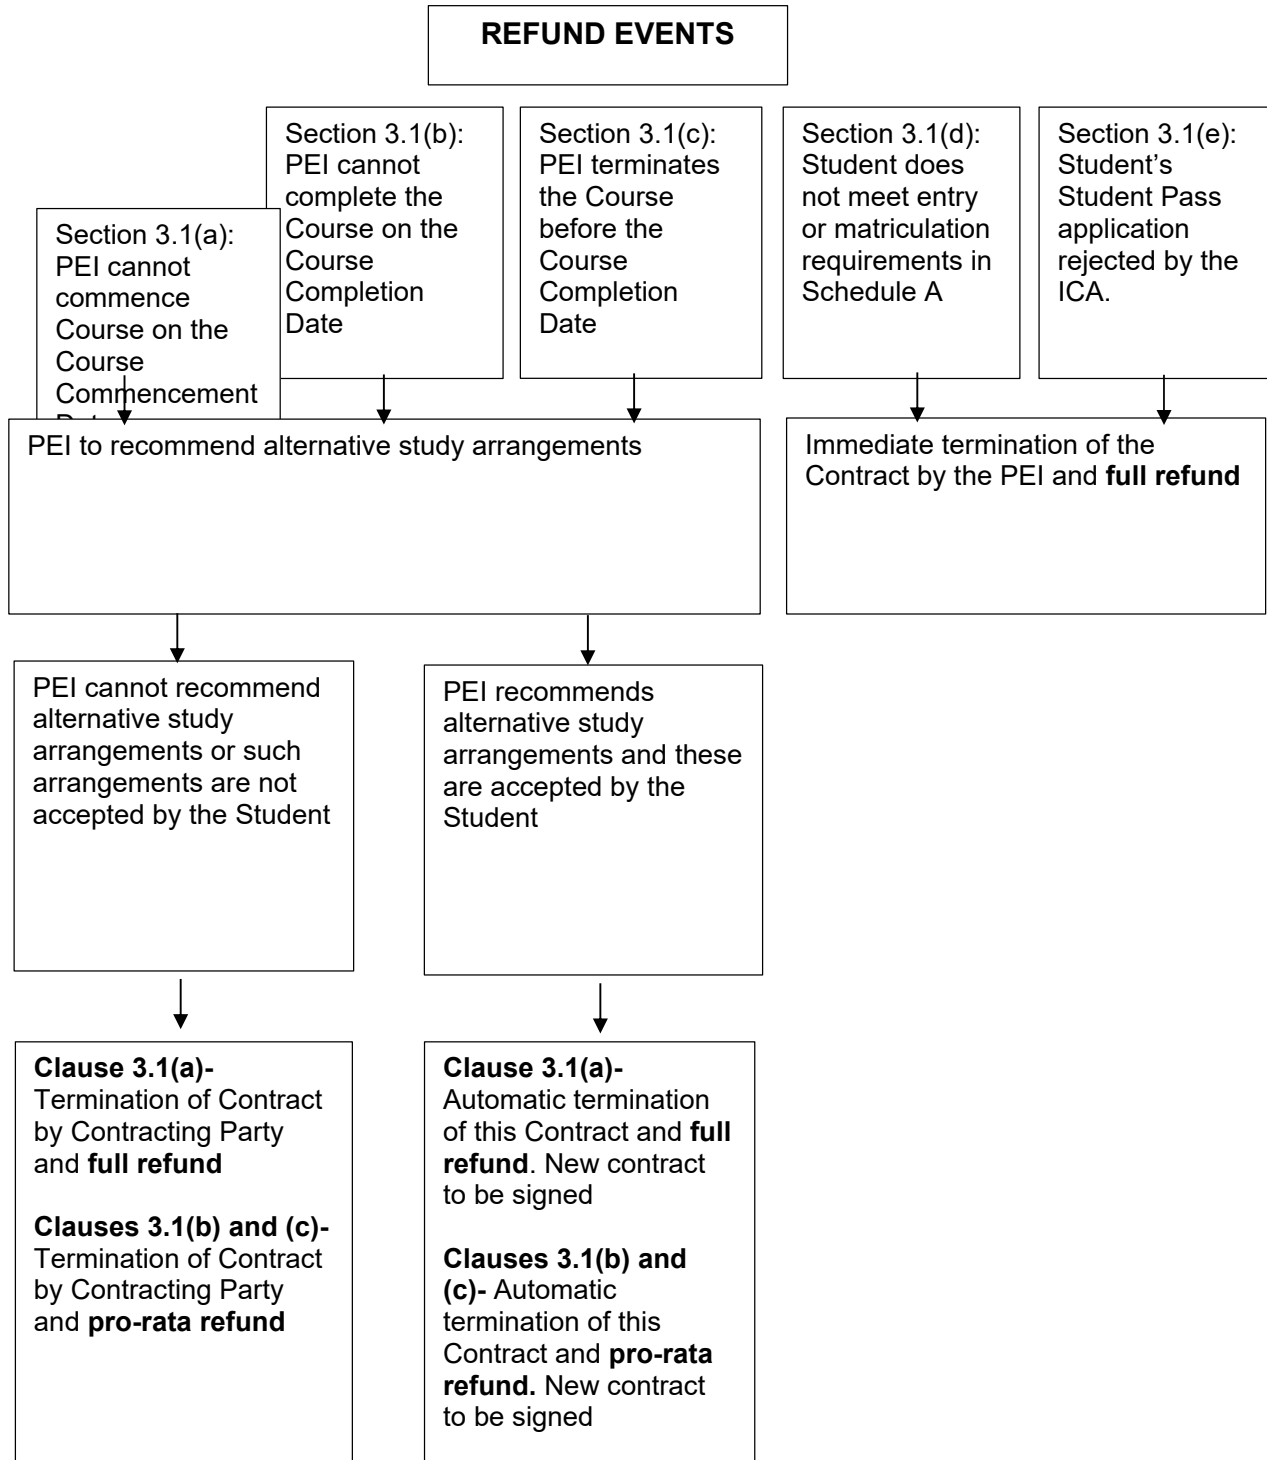 REFUND EVENTS
Section 3.1(a):
PEI cannot
commence
Course on the
Course
Commencement
Section 3.1(b):
PEI cannot
complete the
Course on the
Course
Completion
Date
Section 3.1(c):
PEI terminates
the Course
before the
Course
Completion
Date
Section 3.1(d):
Student does
not meet entry
or matriculation
requirements in
Schedule A
Section 3.1(e):
Student’s
Student Pass
application
rejected by the
ICA.
PEI to recommend alternative study arrangements
Immediate termination of the
Contract by the PEI and full refund
PEI cannot recommend
alternative study
arrangements or such
arrangements are not
accepted by the Student
PEI recommends
alternative study
arrangements and these
are accepted by the
Student
Clause 3.1(a)-
Termination of Contract
by Contracting Party
and full refund
Clauses 3.1(b) and (c)-
Termination of Contract
by Contracting Party
and pro-rata refund
Clause 3.1(a)-
Automatic termination
of this Contract and full
refund. New contract
to be signed
Clauses 3.1(b) and
(c)- Automatic
termination of this
Contract and pro-rata
refund. New contract
to be signed